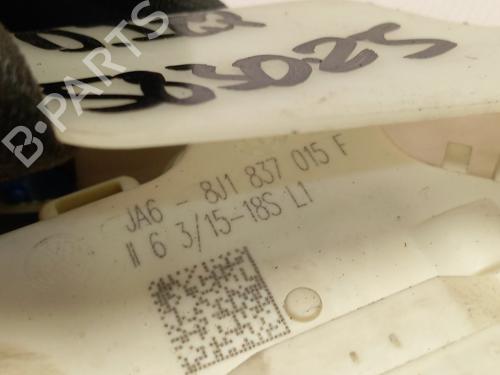 B-PARTS
JA6 - 8J1 837 015 F
II 6 3/15-18S L1